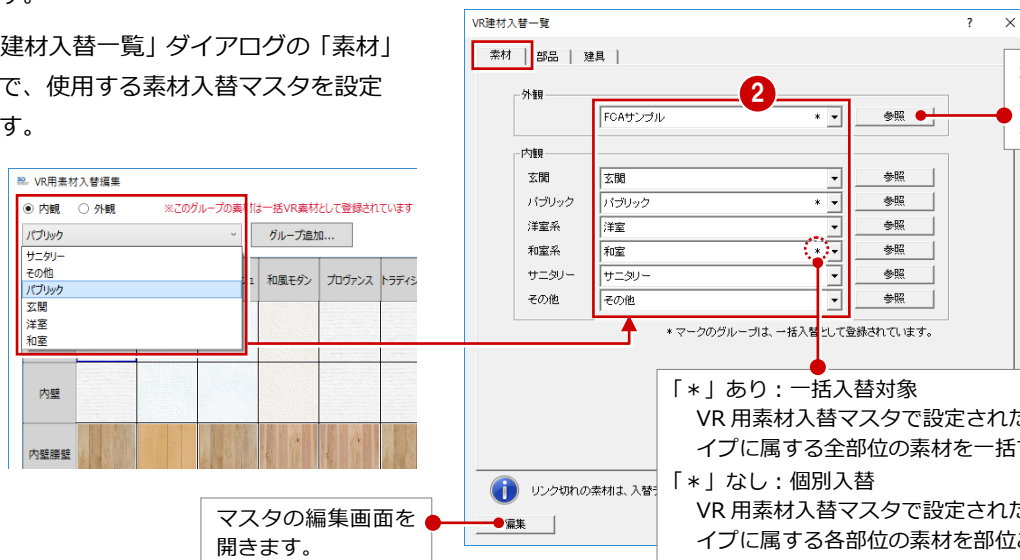 す。
建材入替一覧」ダイアログの「素材」
で、使用する素材入替マスタを設定
す。
VR用素材入替編集
内観 外観 ※このグループの素材は一括VR素材として登録されています
パブリック グループ追加...
サニタリー
その他
パブリック
玄関
洋室
和室
和風モダン プロヴァンス トラディシ
内壁
内壁腰壁
マスタの編集画面を
開きます。
VR建材入替一覧 ? ×
素材 部品 建具
2
外観
FCAサンプル * 参照
内観
玄関 玄関 参照
パブリック パブリック * 参照
洋室系 洋室 参照
和室系 和室 * 参照
サニタリー サニタリー 参照
その他 その他 参照
* マークのグループは、一括入替として登録されています。
「*」あり:一括入替対象
VR 用素材入替マスタで設定された
イプに属する全部位の素材を一括
「*」なし:個別入替
VR 用素材入替マスタで設定された
イプに属する各部位の素材を部位
リンク切れの素材は、入替
編集